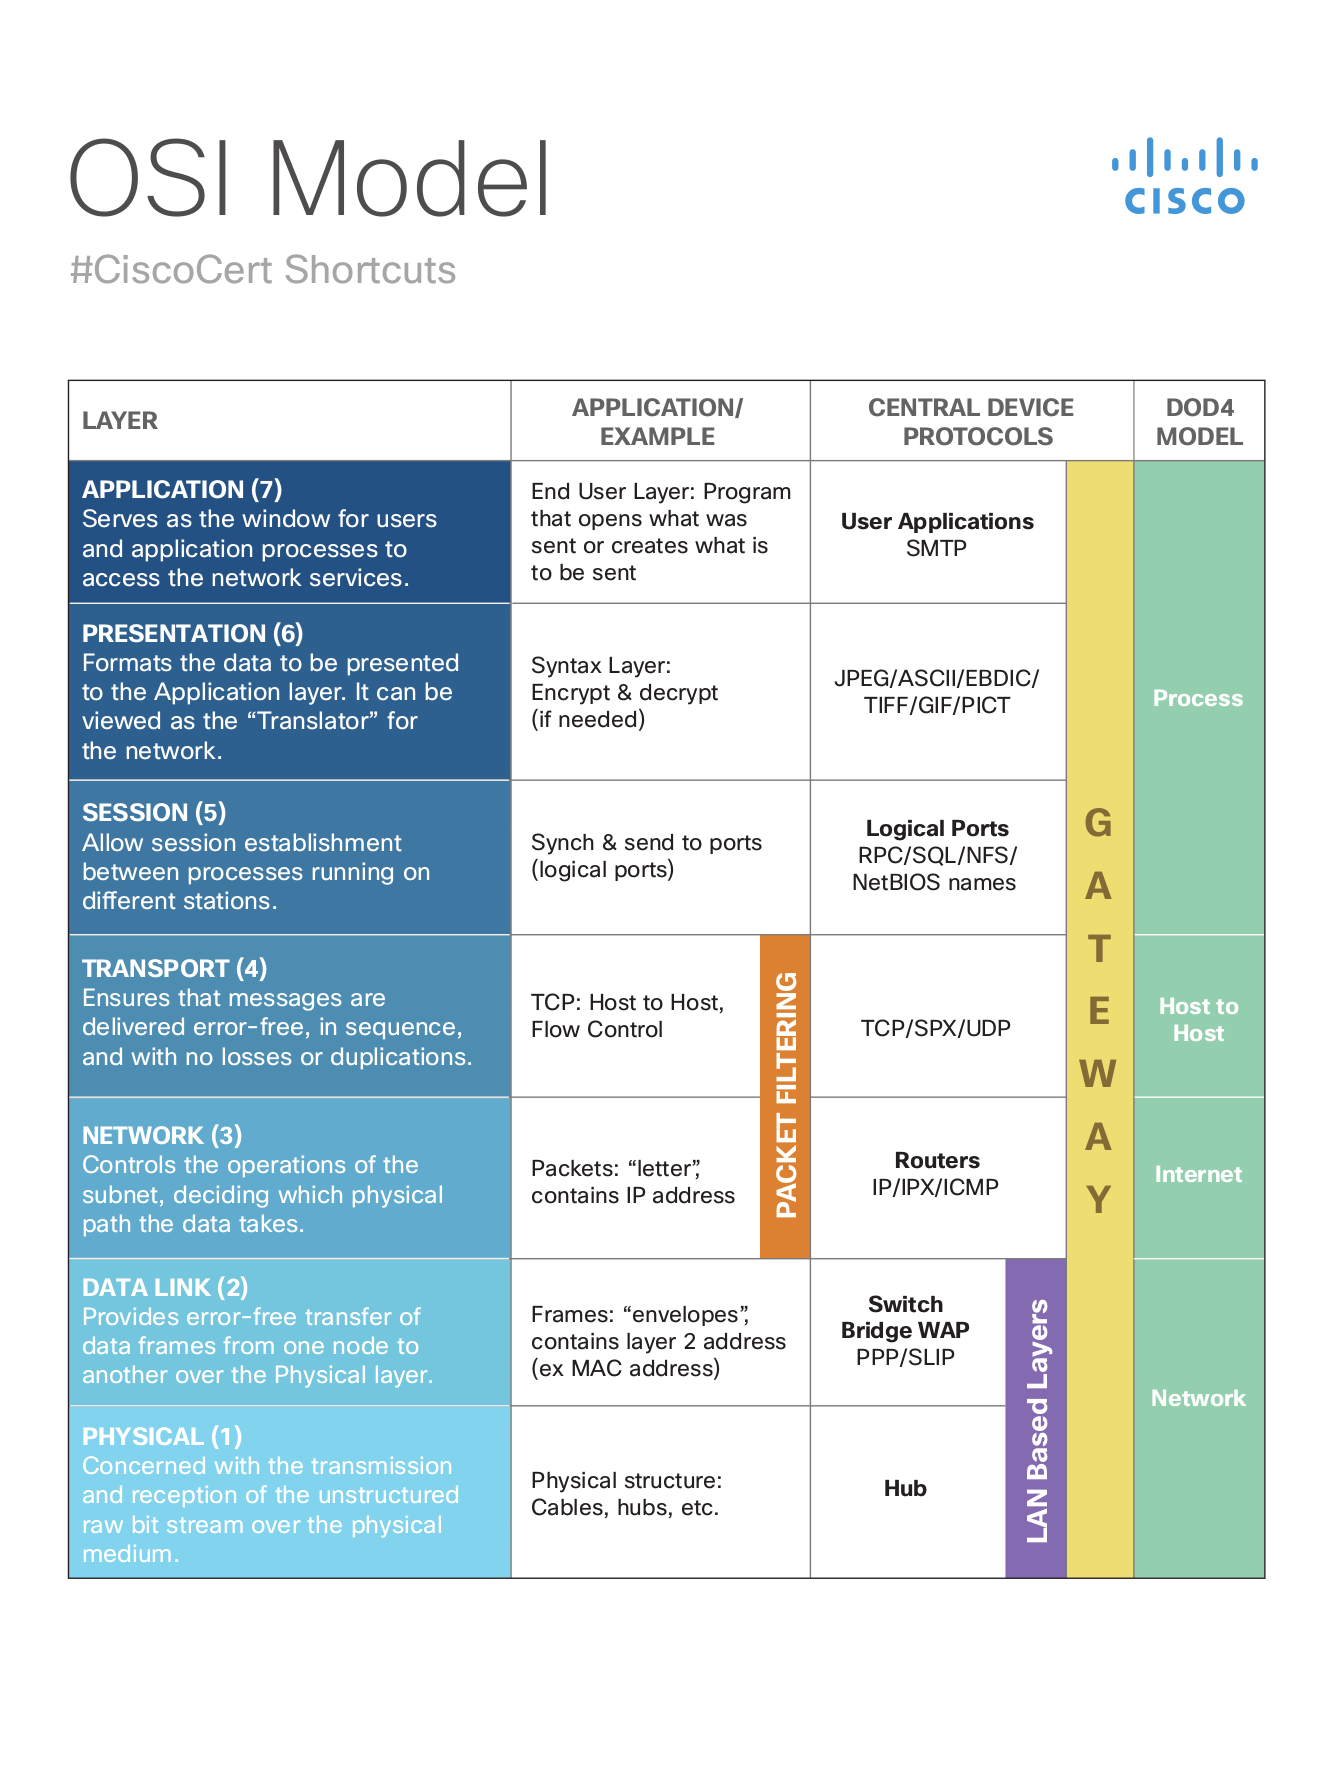 OSI Model
CISCO
#CiscoCert Shortcuts
LAYER
APPLICATION/
EXAMPLE
CENTRAL DEVICE
PROTOCOLS
DOD4
MODEL
APPLICATION (7)
Serves as the window for users
and application processes to
access the network services.
End User Layer: Program
that opens what was
sent or creates what is
to be sent
User Applications
SMTP
PRESENTATION (6)
Formats the data to be presented
to the Application layer. It can be
viewed as the “Translator” for
the network.
Syntax Layer:
Encrypt & decrypt
(if needed)
JPEG/ASCII/EBDIC/
TIFF/GIF/PICT
Process
SESSION (5)
Allow session establishment
between processes running on
different stations.
Synch & send to ports
(logical ports)
Logical Ports
RPC/SQL/NFS/
NetBIOS names
GATEWAY
TRANSPORT (4)
Ensures that messages are
delivered error-free, in sequence,
and with no losses or duplications.
TCP: Host to Host,
Flow Control
PACKET FILTERING
TCP/SPX/UDP
Host to
Host
NETWORK (3)
Controls the operations of the
subnet, deciding which physical
path the data takes.
Packets: “letter”,
contains IP address
Routers
IP/IPX/ICMP
Internet
DATA LINK (2)
Provides error-free transfer of
data frames from one node to
another over the Physical layer.
Frames: “envelopes”,
contains layer 2 address
(ex MAC address)
Switch
Bridge WAP
PPP/SLIP
LAN Based Layers
Network
PHYSICAL (1)
Concerned with the transmission
and reception of the unstructured
raw bit stream over the physical
medium.
Physical structure:
Cables, hubs, etc.
Hub